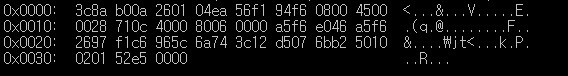 0x0000:  3c8a b00a 2601 04ea 56f1 94f6 0800 4500  <...&...V.....E.
0x0010:  0028 710c 4000 8006 0000 a5f6 e046 a5f6  .(q.@........F..
0x0020:  2697 f1c6 965c 6a74 3c12 d507 6bb2 5010  &....₩jt<...k.P.
0x0030:  0201 52e5 0000                           ..R...